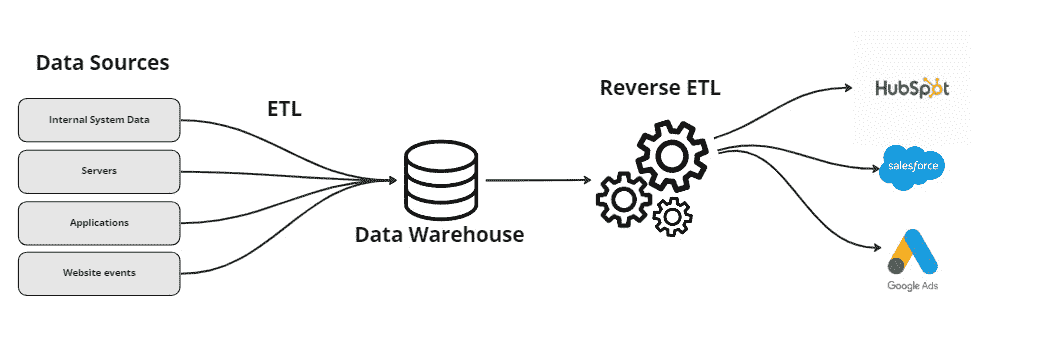 Data Sources
Internal System Data
Servers
Applications
Website events
ETL
Data Warehouse
Reverse ETL
HubSpot
salesforce
Google Ads